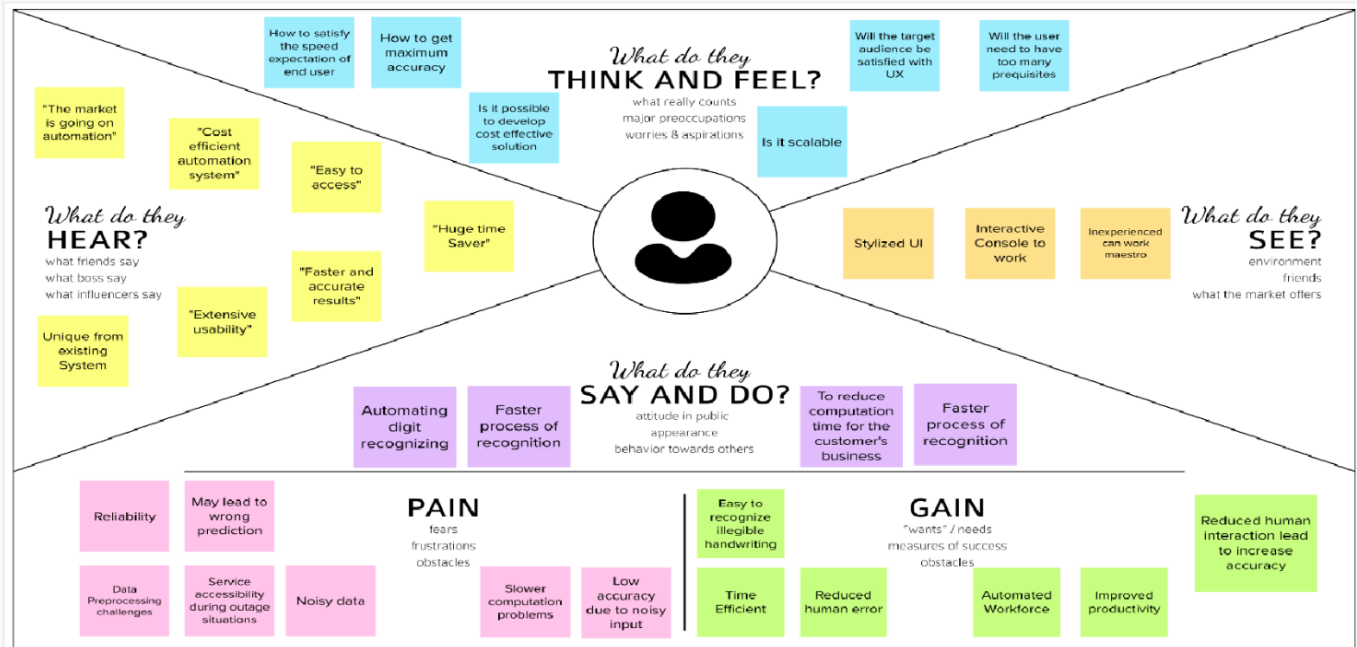 How to satisfy
the speed
expectation of
end user
How to get
maximum
accuracy
Is it possible
to develop
cost effective
solution
What do they
THINK AND FEEL?
what really counts
major preoccupations
worries & aspirations
Will the target
audience be
satisfied with
UX
Will the user
need to have
too many
prequisites
Is it scalable
"The market
is going on
automation"
"Cost
efficient
automation
system"
"Easy to
access"
"Huge time
Saver"
What do they
HEAR?
what friends say
what boss say
what influencers say
"Faster and
accurate
results"
"Extensive
usability"
Unique from
existing
System
Stylized UI
Interactive
Console to
work
Inexperienced
can work
maestro
What do they
SEE?
environment
friends
what the market offers
What do they
SAY AND DO?
attitude in public
appearance
behavior towards others
Automating
digit
recognizing
Faster
process of
recognition
To reduce
computation
time for the
customer's
business
Faster
process of
recognition
PAIN
fears
frustrations
obstacles
Reliability
May lead to
wrong
prediction
Data
Preprocessing
challenges
Service
accessibility
during outage
situations
Noisy data
Slower
computation
problems
Low
accuracy
due to noisy
input
GAIN
"wants" / needs
measures of success
obstacles
Easy to
recognize
illegible
handwriting
Time
Efficient
Reduced
human error
Automated
Workforce
Improved
productivity
Reduced human
interaction lead
to increase
accuracy